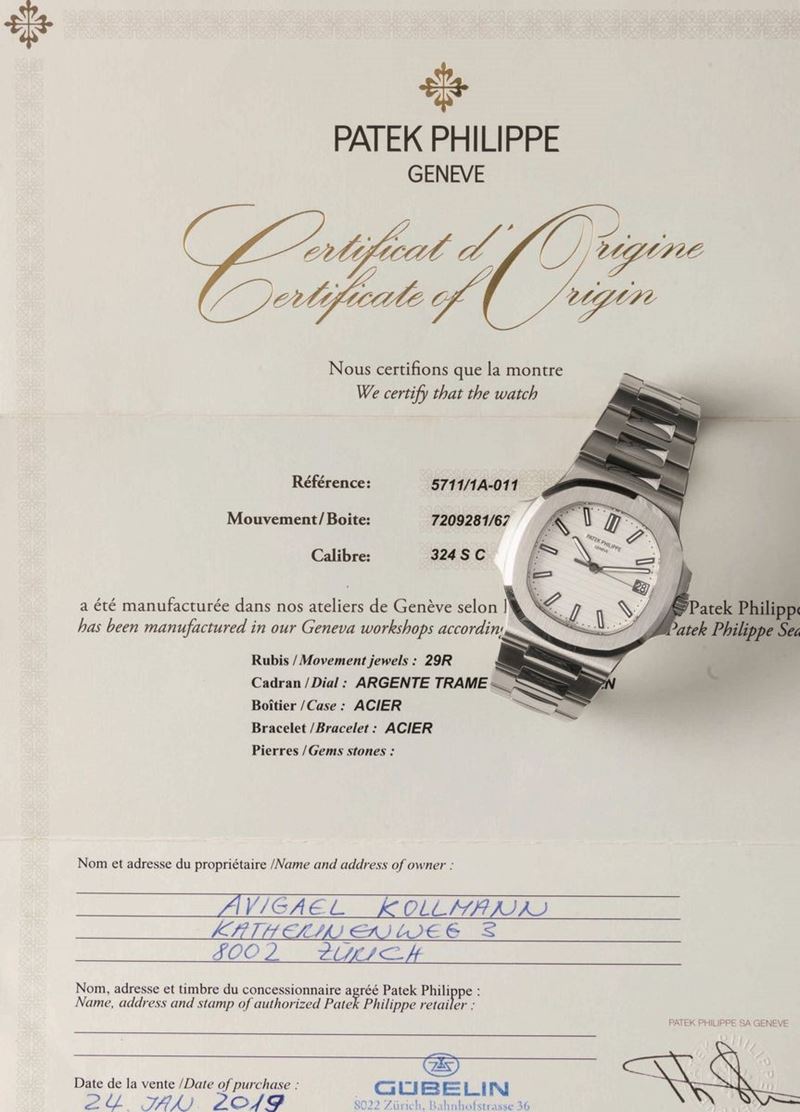 PATEK PHILIPPE
GENEVE
Certificat d'Origine
Certificate of Origin
Nous certifions que la montre
We certify that the watch
Référence: 5711/1A-011
Mouvement/Boite: 7209281/62
Calibre: 324 S C
a été manufacturée dans nos ateliers de Genève selon Patek Philippe
has been manufactured in our Geneva workshops Patek Philippe
Rubis / Movement jewels : 29R
Cadran / Dial : ARGENTE TRAME
Boîtier / Case : ACIER
Bracelet / Bracelet : ACIER
Pierres / Gems stones :
PATEK PHILIPPE
GENEVE
28
Nom et adresse du propriétaire /Name and address of owner :
AVIGAEL KOLLMANN
KATHERINENWEG 3
8002 ZÜRICH
Nom, adresse et timbre du concessionnaire agréé Patek Philippe :
Name, address and stamp of authorized Patek Philippe retailer :
PATEK PHILIPPE SA GENEVE
Date de la vente /Date of purchase :
24. JAN 2019
GÜBELIN
8022 Zürich, Bahnhofstrasse 36